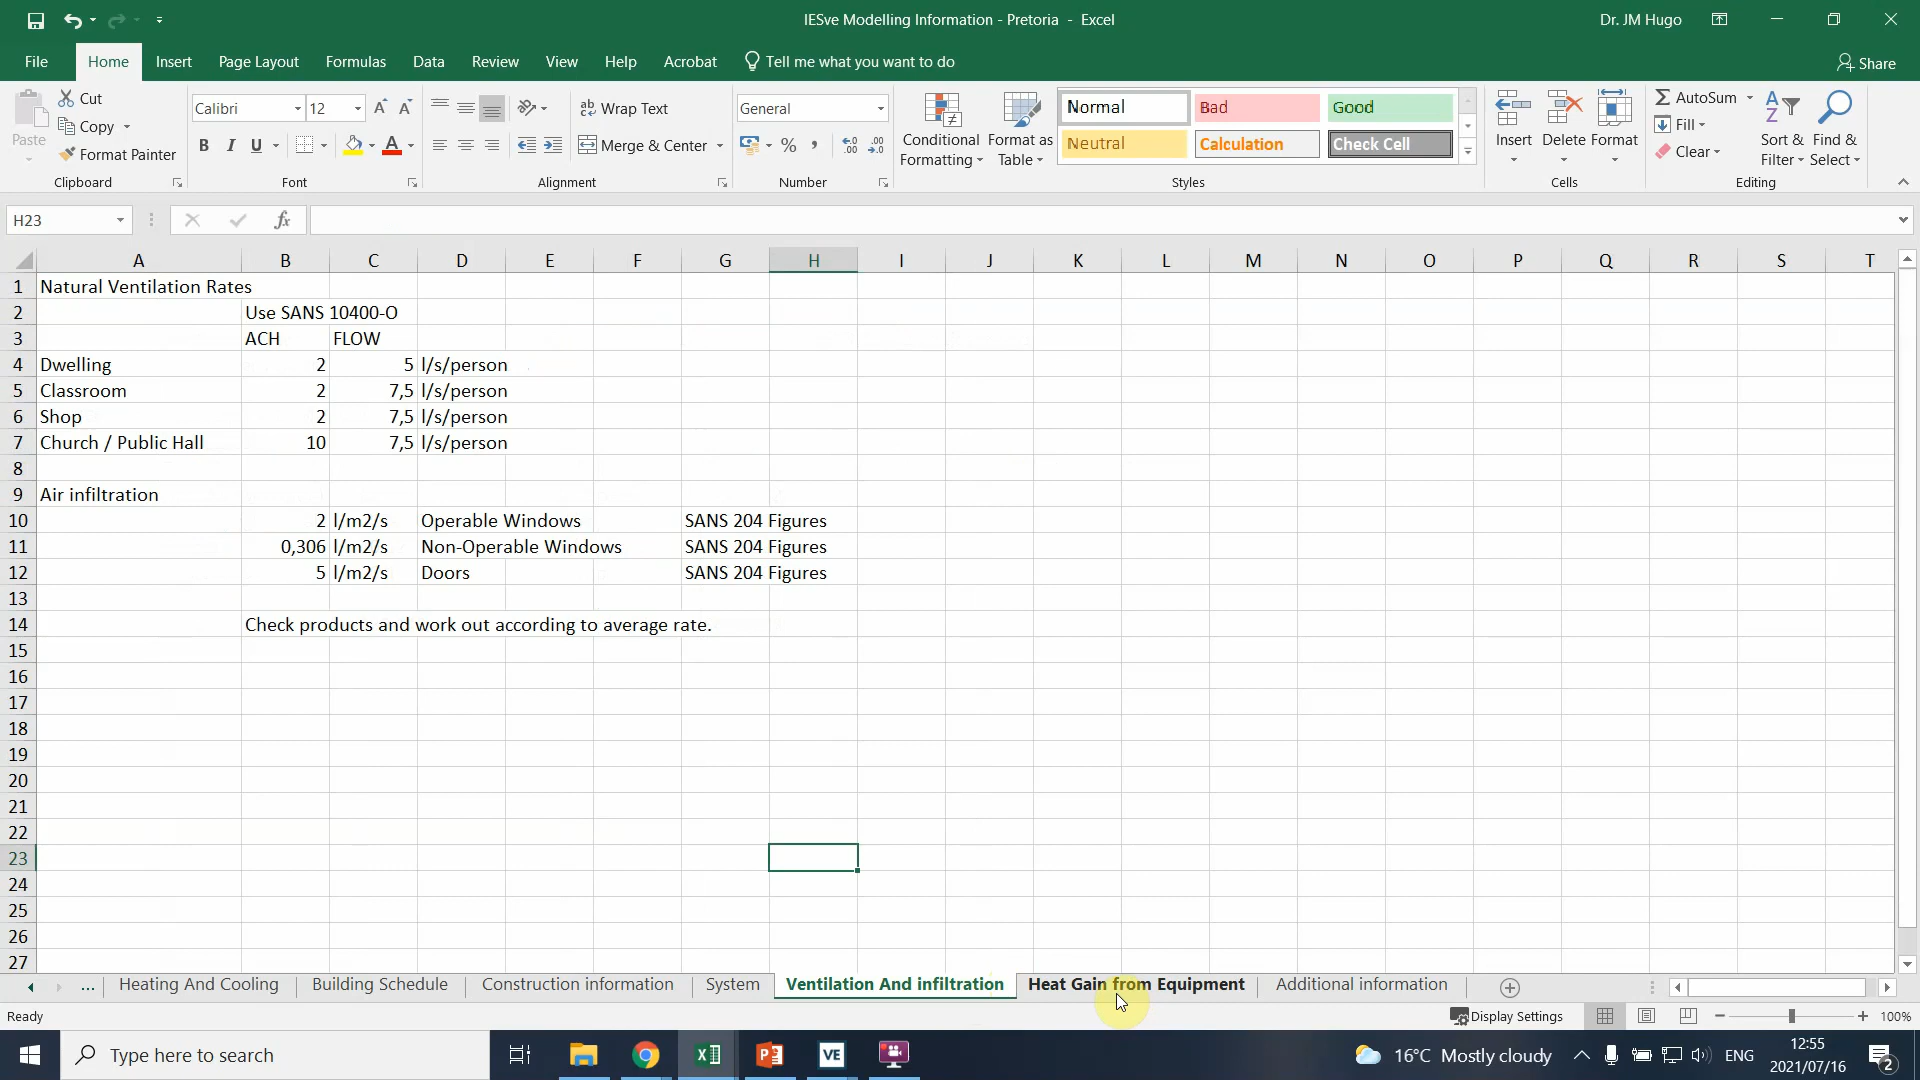 IESve Modelling Information - Pretoria - Excel
Dr. JM Hugo
File Home Insert Page Layout Formulas Data Review View Help Acrobat Tell me what you want to do Share
Paste
Cut
Copy
Format Painter
Clipboard
Calibri 12
B I U
Font
Wrap Text
Merge & Center
Alignment
General
Number
Conditional Formatting
Format as Table
Normal Bad Good
Neutral Calculation Check Cell
Styles
Insert Delete Format
Cells
AutoSum
Fill
Clear
Sort & Filter
Find & Select
Editing
H23 fx
A B C D E F G H I J K L M N O P Q R S T
1 Natural Ventilation Rates
2 Use SANS 10400-O
3 ACH FLOW
4 Dwelling 2 5 l/s/person
5 Classroom 2 7,5 l/s/person
6 Shop 2 7,5 l/s/person
7 Church / Public Hall 10 7,5 l/s/person
8
9 Air infiltration
10 2 l/m2/s Operable Windows SANS 204 Figures
11 0,306 l/m2/s Non-Operable Windows SANS 204 Figures
12 5 l/m2/s Doors SANS 204 Figures
13
14 Check products and work out according to average rate.
15
16
17
18
19
20
21
22
23
24
25
26
27
... Heating And Cooling Building Schedule Construction information System Ventilation And infiltration Heat Gain from Equipment Additional information
Ready Display Settings 100%
Type here to search VE 16°C Mostly cloudy ENG 12:55
2021/07/16 2